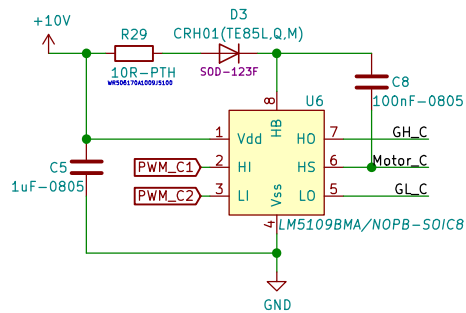 +10V
D3
R29
CRH01(TE85L,Q,M)
10R-PTH
SOD-123F
WR5D6170A1009J5100
C8
100nF-0805
U6
8
HB
1
Vdd
HO
7
GH_C
C5
1uF-0805
PWM_C1
2
HI
HS
6
Motor_C
PWM_C2
3
LI
Vss
LO
5
GL_C
4
LM5109BMA/NOPB-SOIC8
GND